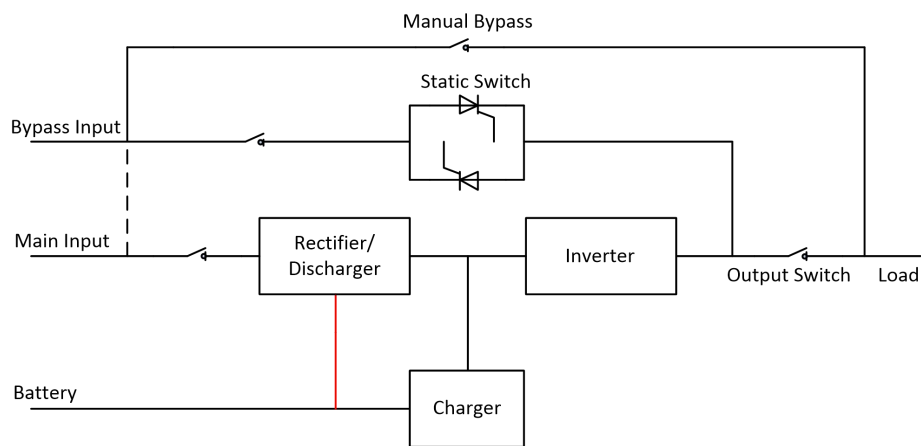 Manual Bypass
Static Switch
Bypass Input
Main Input
Rectifier/
Discharger
Inverter
Output Switch
Load
Battery
Charger